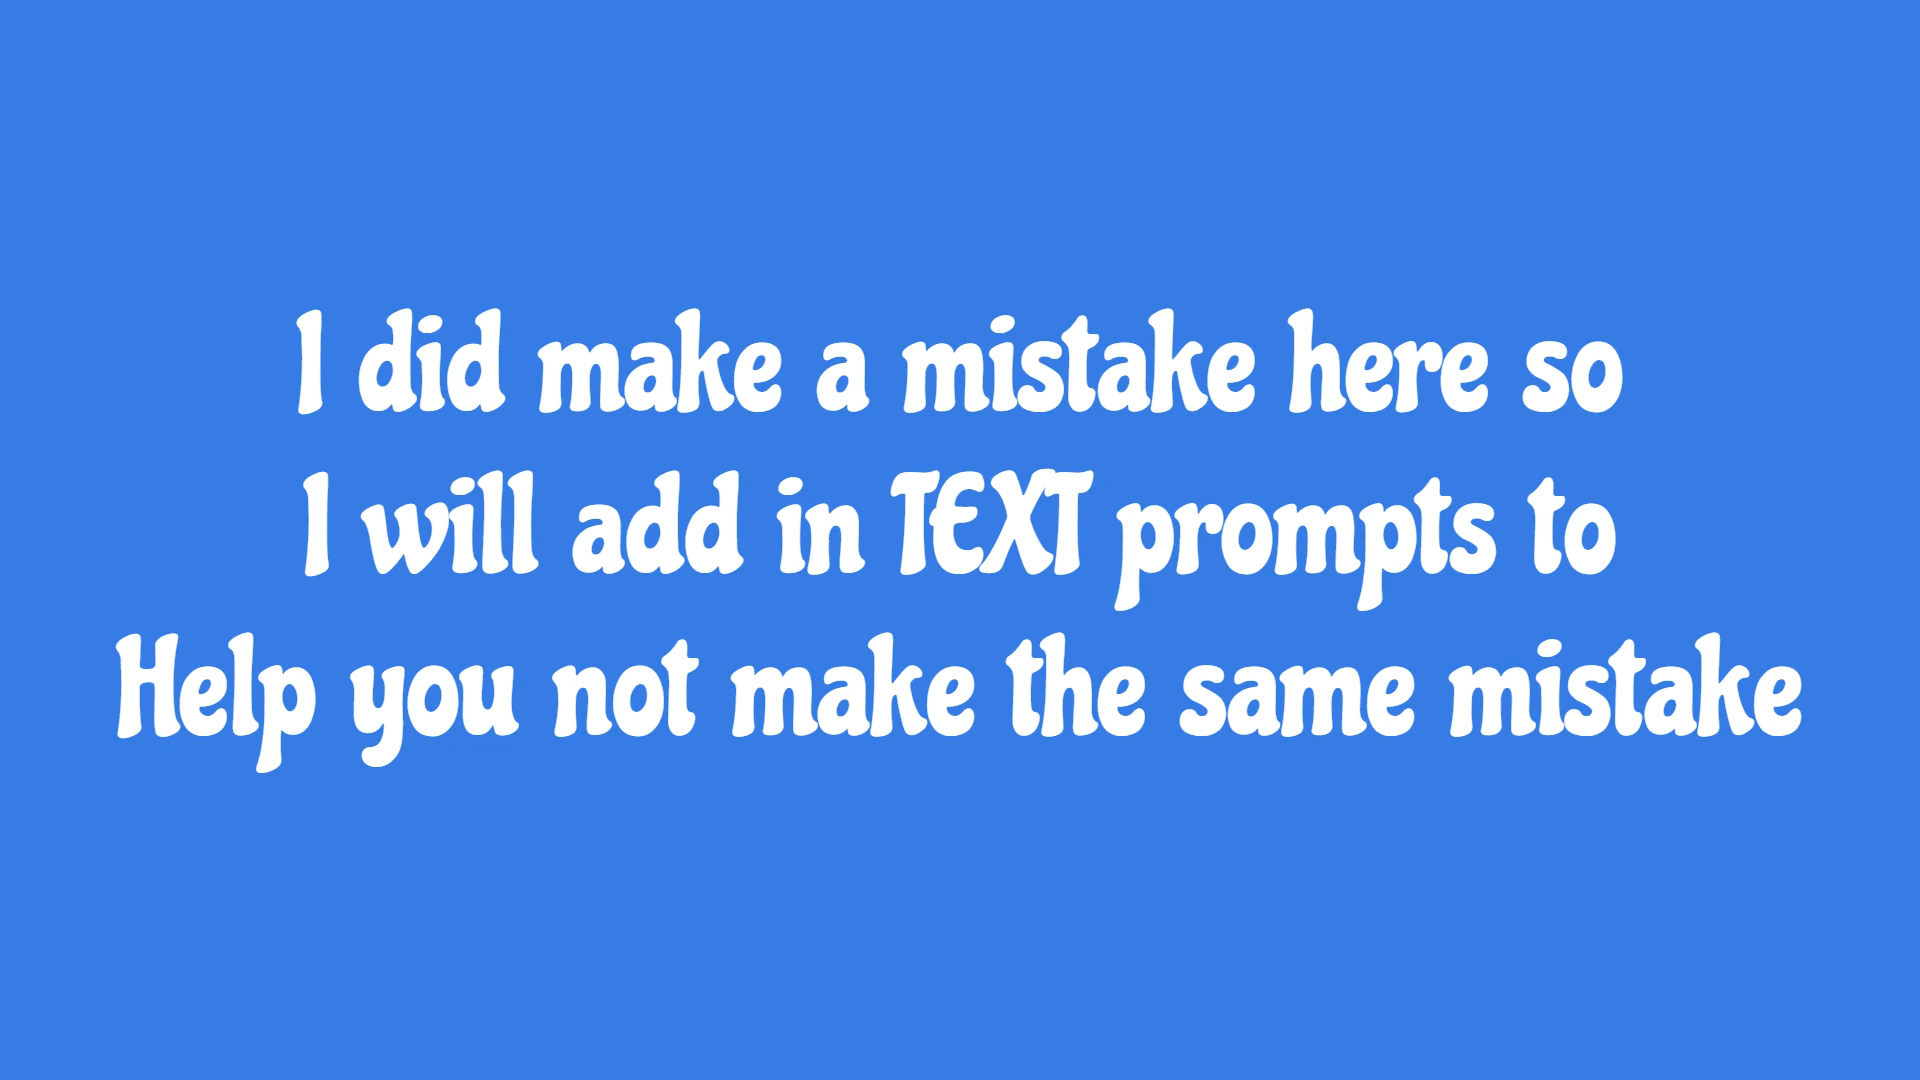 I did make a mistake here so
I will add in TEXT prompts to
Help you not make the same mistake